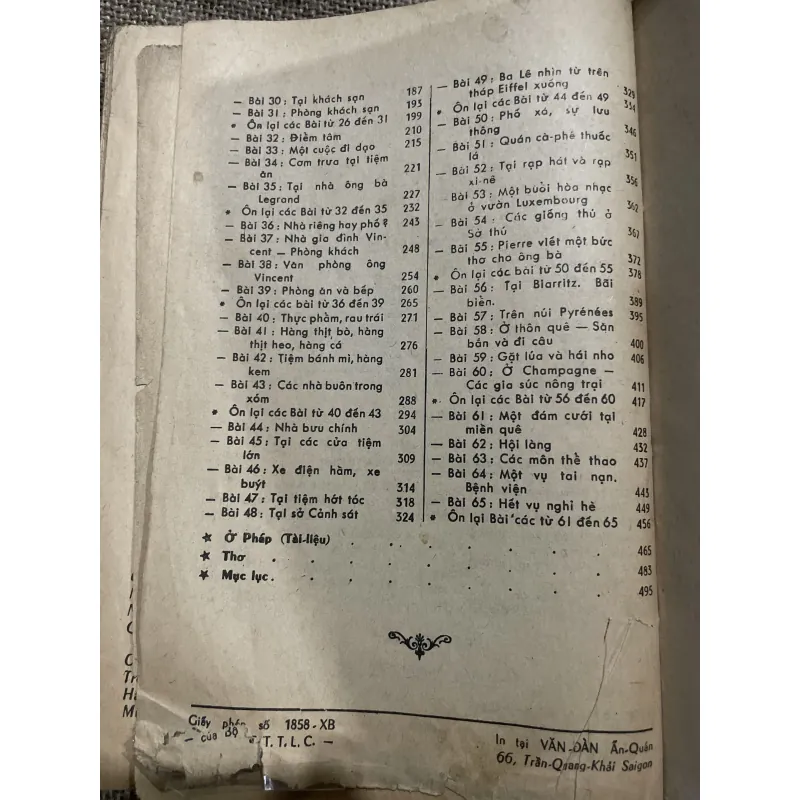 — Bài 30 : Tại khách sạn 187
— Bài 31 : Phòng khách sạn 195
* Ôn lại các Bài từ 26 đến 31 199
— Bài 32 : Điểm tâm 210
— Bài 33 : Một cuộc đi dạo 215
— Bài 34 : Cơm trưa tại tiệm
ăn 221
— Bài 35 : Tại nhà ông bà
Legrand 227
* Ôn lại các Bài từ 32 đến 35 232
— Bài 36 : Nhà riêng hay phố ? 243
— Bài 37 : Nhà gia đình Vin-
cent — Phòng khách 248
— Bài 38 : Văn phòng ông
Vincent 254
— Bài 39 : Phòng ăn và bếp 260
* Ôn lại các bài từ 36 đến 39 265
— Bài 40 : Thực phẩm, rau trái 271
— Bài 41 : Hàng thịt bò, hàng
thịt heo, hàng cá 276
— Bài 42 : Tiệm bánh mì, hàng
kem 281
— Bài 43 : Các nhà buôn trong
xóm 288
* Ôn lại các Bài từ 40 đến 43 294
— Bài 44 : Nhà bưu chính 304
— Bài 45 : Tại các cửa tiệm
lớn 309
— Bài 46 : Xe điện hầm, xe
buýt 314
— Bài 47 : Tại tiệm hớt tóc 318
— Bài 48 : Tại sở Cảnh sát 324
— Bài 49 : Ba Lê nhìn từ trên
tháp Eiffel xuống 329
* Ôn lại các Bài từ 44 đến 49 334
— Bài 50 : Phố xá, sự lưu
thông 346
— Bài 51 : Quán cà-phê thuốc
lá 351
— Bài 52 : Tại rạp hát và rạp
xi-nê 356
— Bài 53 : Một buổi hòa nhạc
ở vườn Luxembourg 362
— Bài 54 : Các giống thú ở
Sở thú 367
— Bài 55 : Pierre viết một bức
thơ cho ông bà 372
* Ôn lại các bài từ 50 đến 55 378
— Bài 56 : Tại Biarritz. Bãi
biển. 389
— Bài 57 : Trên núi Pyrénées 395
— Bài 58 : Ở thôn quê — Săn
bắn và đi câu 400
— Bài 59 : Gặt lúa và hái nho 406
— Bài 60 : Ở Champagne —
Các gia súc nông trại 411
* Ôn lại các Bài từ 56 đến 60 417
— Bài 61 : Một đám cưới tại
miền quê 428
— Bài 62 : Hội làng 432
— Bài 63 : Các môn thể thao 437
— Bài 64 : Một vụ tai nạn.
Bệnh viện 443
— Bài 65 : Hết vụ nghỉ hè 449
* Ôn lại Bài các từ 61 đến 65 456
★ Ở Pháp (Tài-liệu) . . . . . . . 465
★ Thơ . . . . . . . 483
★ Mục lục . . . . . . . 495
Giấy phép số 1858 - XB
— của Bộ T. T. L. C. —
In tại VĂN-ĐÀN Ấn-Quán
66, Trần-Quang-Khải Saigon